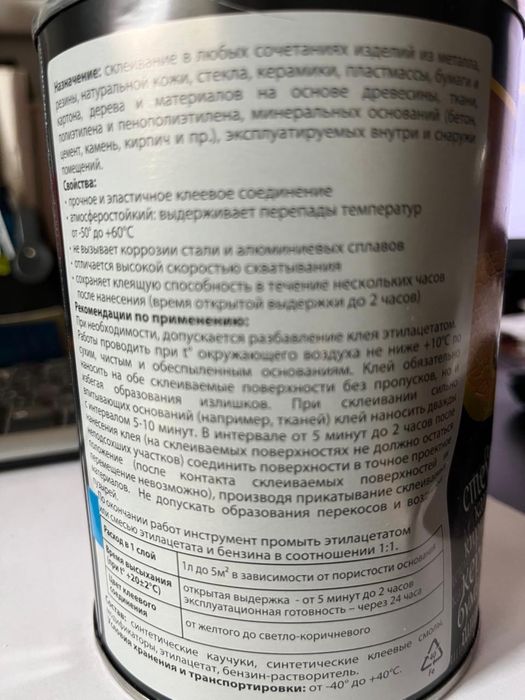 Назначение: склеивание в любых сочетаниях изделий из металла,
резины, натуральной кожи, стекла, керамики, пластмассы, бумаги и
картона, дерева и материалов на основе древесины, ткани,
полиэтилена и пенополиэтилена, минеральных оснований (бетон,
цемент, камень, кирпич и пр.), эксплуатируемых внутри и снаружи
помещений.
Свойства:
· прочное и эластичное клеевое соединение
· атмосферостойкий: выдерживает перепады температур
от -50° до +60°С
· не вызывает коррозии стали и алюминиевых сплавов
· отличается высокой скоростью схватывания
· сохраняет клеящую способность в течение нескольких часов
после нанесения (время открытой выдержки до 2 часов)
Рекомендации по применению:
При необходимости, допускается разбавление клея этилацетатом.
Работы проводить при t° окружающего воздуха не ниже +10°С по
сухим, чистым и обеспыленным основаниям. Клей обязательно
наносить на обе склеиваемые поверхности без пропусков, но и
избегая образования излишков. При склеивании сильно
впитывающих оснований (например, тканей) клей наносить дважды
с интервалом 5-10 минут. В интервале от 5 минут до 2 часов после
нанесения клея (на склеиваемых поверхностях не должно остаться
неподсохших участков) соединить поверхности в точное проектное
положение (после контакта склеиваемых поверхностей
перемещение невозможно), производя прикатывание склеиваемых
материалов. Не допускать образования перекосов и
пузырей.
По окончании работ инструмент промыть этилацетатом
или смесью этилацетата и бензина в соотношении 1:1.
Расход в 1 слой
1л до 5м² в зависимости от пористости
Время высыхания
(при t° +20±2°С)
открытая выдержка - от 5 минут до 2 часов
эксплуатационная готовность – через 24 часа
Цвет клеевого
соединения
от желтого до светло-коричневого
Состав: синтетические каучуки, синтетические клеевые смолы,
этилацетат, бензин-растворитель.
Условия хранения и транспортировки: от -40° до +40°С.
40
Fe